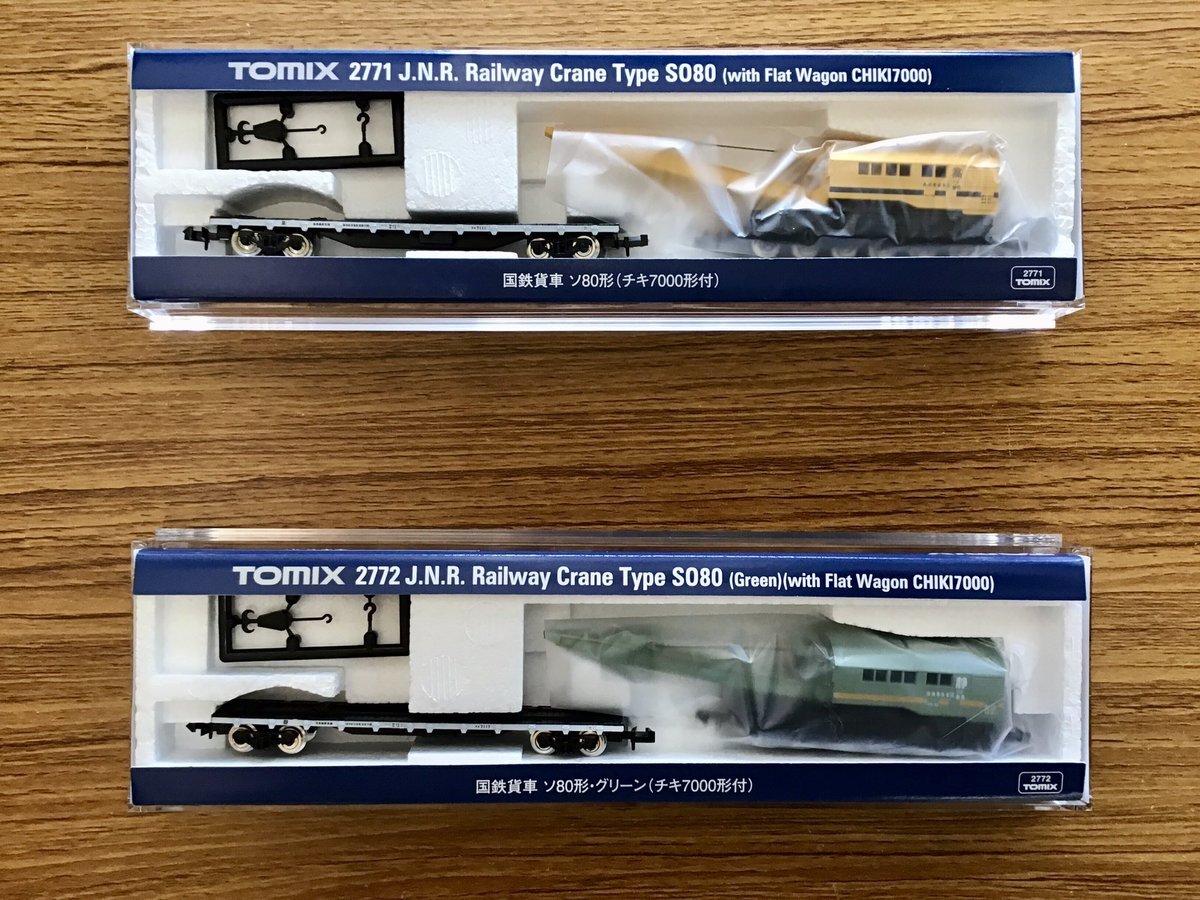 TOMIX 2771 J.N.R. Railway Crane Type SO80 (with Flat Wagon CHIKI7000)
国鉄貨車 ソ80形(チキ7000形付)
2771
TOMIX
TOMIX 2772 J.N.R. Railway Crane Type SO80 (Green)(with Flat Wagon CHIKI7000)
国鉄貨車 ソ80形・グリーン(チキ7000形付)
2772
TOMIX